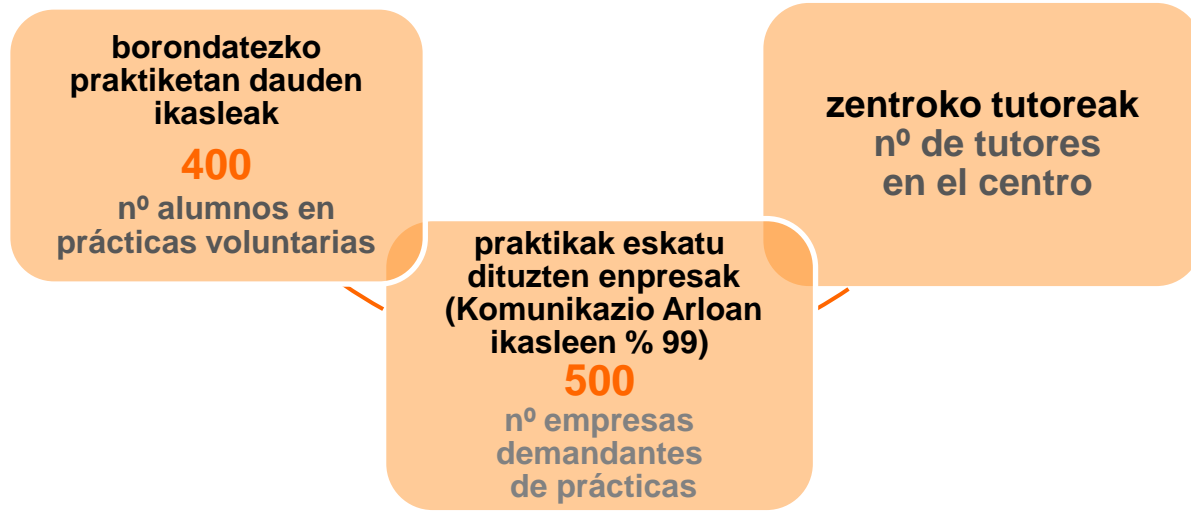 borondatezko
praktiketan dauden
ikasleak
400
nº alumnos en
prácticas voluntarias
zentroko tutoreak
nº de tutores
en el centro
praktikak eskatu
dituzten enpresak
(Komunikazio Arloan
ikasleen % 99)
500
nº empresas
demandantes
de prácticas